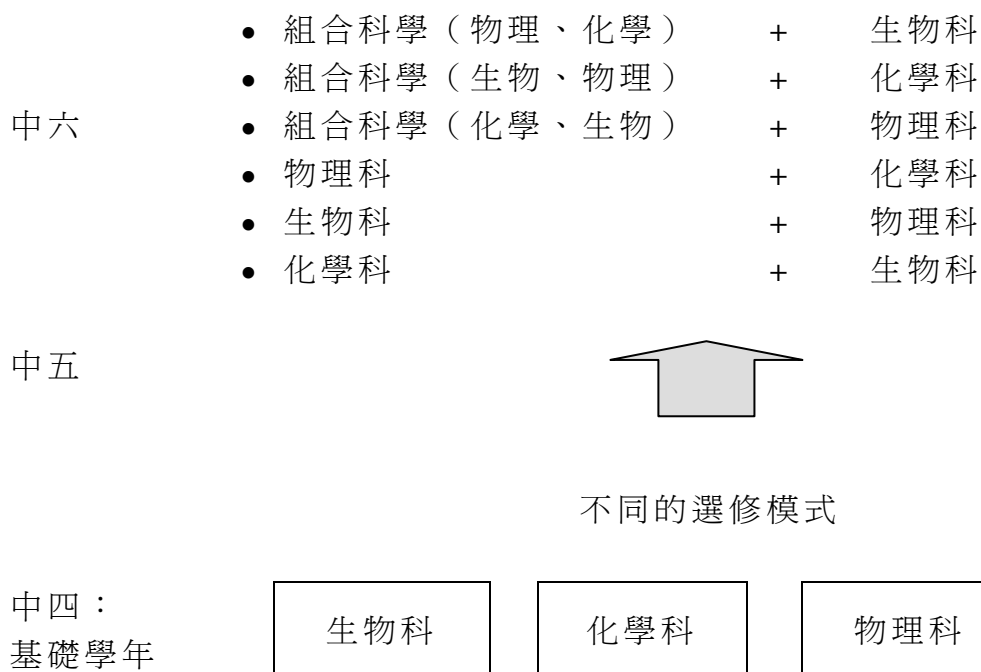 • 組合科學（物理、化學） + 生物科
• 組合科學（生物、物理） + 化學科
中六 • 組合科學（化學、生物） + 物理科
• 物理科 + 化學科
• 生物科 + 物理科
• 化學科 + 生物科
中五
不同的選修模式
中四：
基礎學年
生物科 化學科 物理科